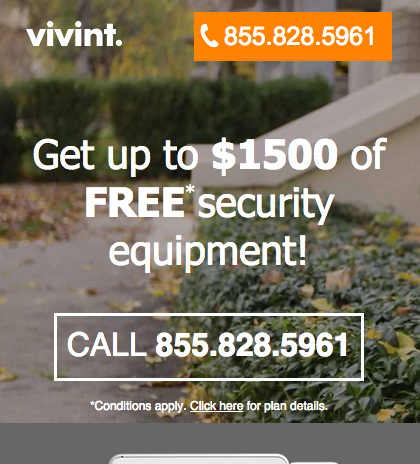 vivint.
855.828.5961
Get up to $1500 of
FREE* security
equipment!
CALL 855.828.5961
*Conditions apply. Click here for plan details.